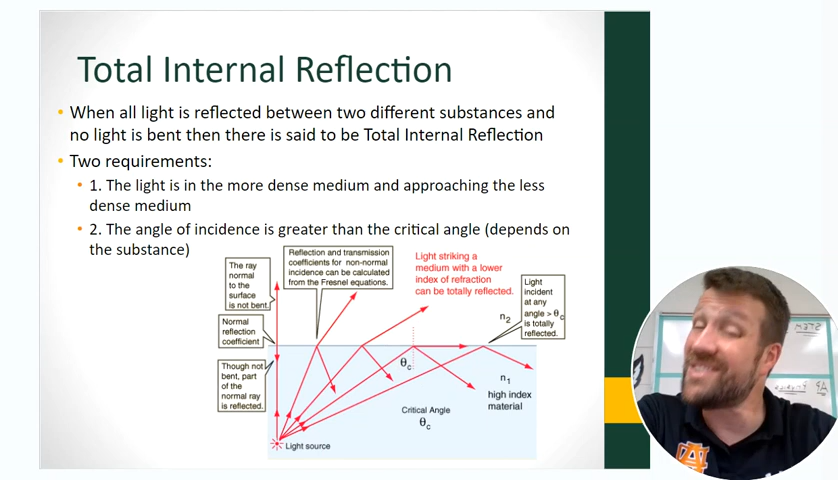 Total Internal Reflection
When all light is reflected between two different substances and
no light is bent then there is said to be Total Internal Reflection
Two requirements:
1. The light is in the more dense medium and approaching the less
dense medium
2. The angle of incidence is greater than the critical angle (depends on
the substance)
The ray
normal
to the
surface
is not bent.
Normal
reflection
coefficient
Though not
bent, part
of the
normal ray
is reflected.
Reflection and transmission
coefficients for non-normal
incidence can be calculated
from the Fresnel equations.
Light striking a
medium with a lower
index of refraction
can be totally reflected.
Light
incident
at any
angle > θc
is totally
reflected.
n2
θc
n1
high index
material
Critical Angle
θc
Light source